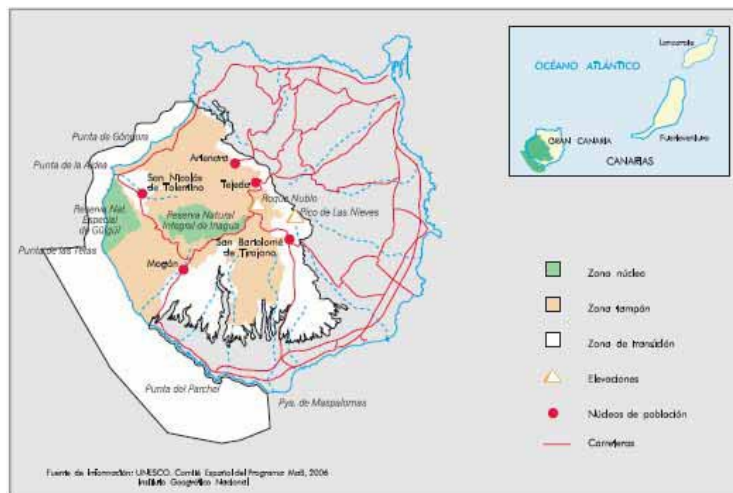 Punta de Góngora
Punta de la Aldea
Artenara
San Nicolás
de Tolentino
Tejeda
Roque Nublo
Pico de Las Nieves
Reserva Nat.
Especial
de Güigüí
Reserva Natural
Integral de Inagua
San Bartolomé
de Tirajana
Punta de las Tetas
Mogán
Punta del Parchel
Pya. de Maspalomas
OCÉANO ATLÁNTICO
Lanzarote
Fuerteventura
GRAN CANARIA
CANARIAS
Zona núcleo
Zona tampón
Zona de transición
Elevaciones
Núcleos de población
Carreteras
Fuente de Información: UNESCO. Comité Español del Programa MaB, 2006
Instituto Geográfico Nacional